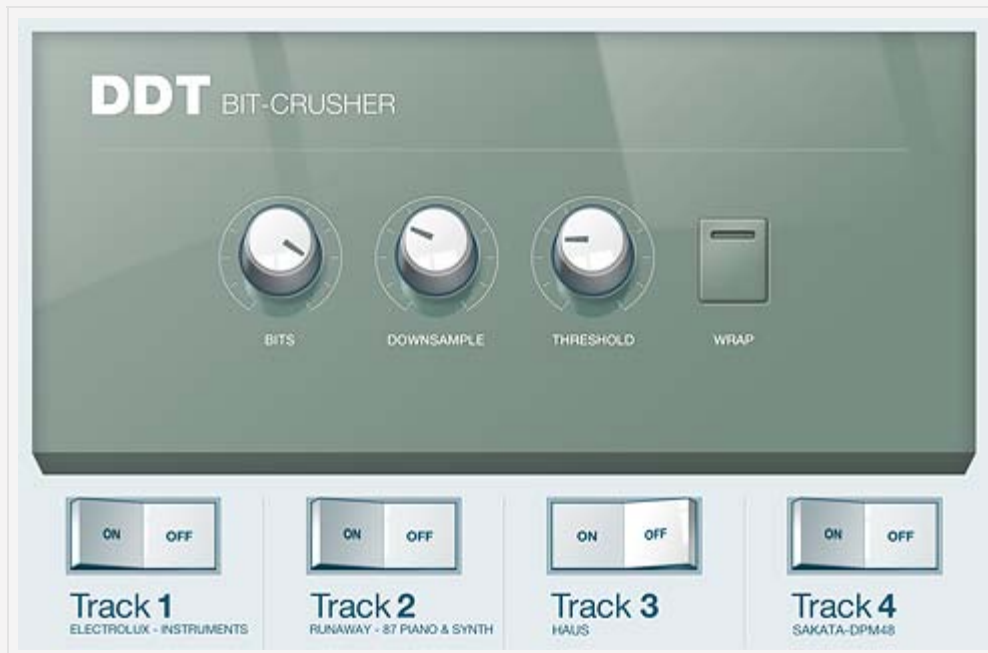 DDT BIT-CRUSHER
BITS DOWNSAMPLE THRESHOLD WRAP
ON OFF ON OFF ON OFF ON OFF
Track 1 Track 2 Track 3 Track 4
ELECTROLUX - INSTRUMENTS RUNAWAY - 87 PIANO & SYNTH HAUS SAKATA-DPM48